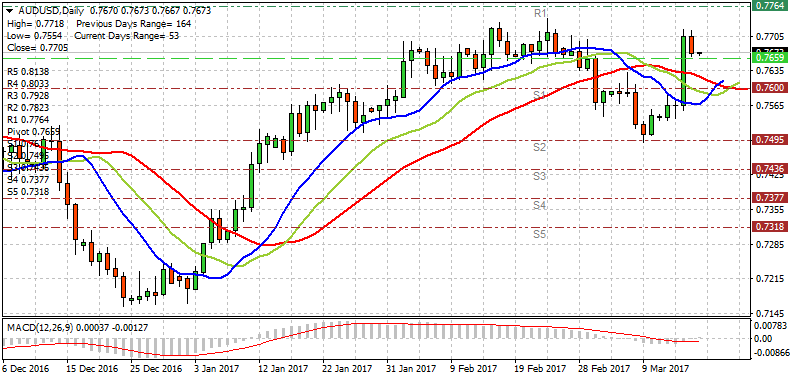 AUDUSD,Daily 0.7670 0.7673 0.7667 0.7673
High= 0.7718 Previous Days Range= 164
Low= 0.7554 Current Days Range= 53
Close= 0.7705
R5 0.8138
R4 0.8033
R3 0.7928
R2 0.7823
R1 0.7764
Pivot 0.7659
S2 0.7495
S3 0.7436
S4 0.7377
S5 0.7318
R1
S1
S2
S3
S4
S5
0.7764
0.7705
0.7659
0.7635
0.7600
0.7565
0.7495
0.7436
0.7425
0.7377
0.7355
0.7318
0.7285
0.7215
0.7145
MACD(12,26,9) 0.00037 -0.00127
0.00783
0.00
-0.00866
6 Dec 2016
15 Dec 2016
25 Dec 2016
3 Jan 2017
12 Jan 2017
22 Jan 2017
31 Jan 2017
9 Feb 2017
19 Feb 2017
28 Feb 2017
9 Mar 2017